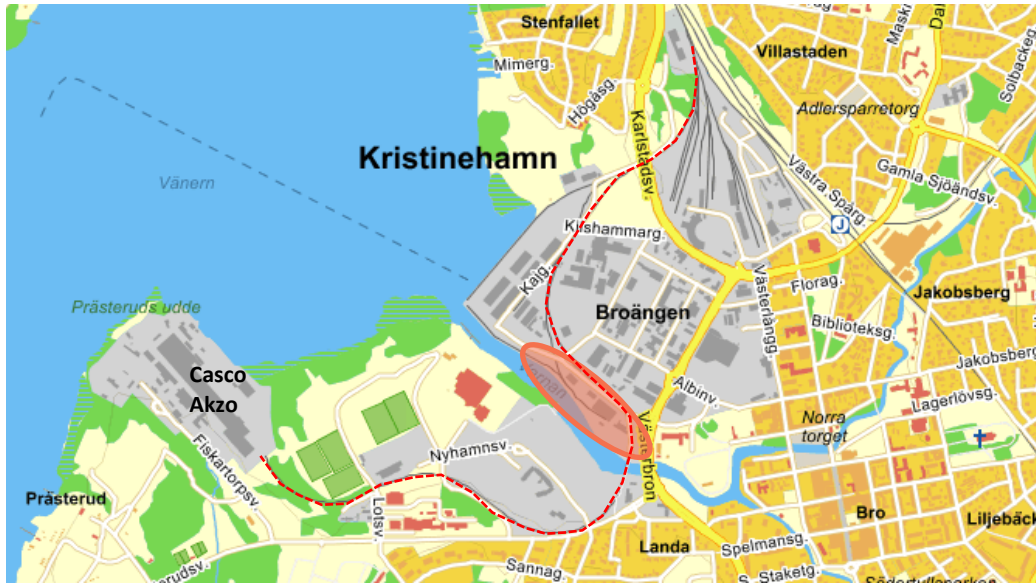 Stenfallet
Maski
Villastaden
Solbackeg.
Mimerg.
Högåsg.
Adlersparretorg
Karlstadsv.
Kristinehamn
Västra Spårg.
Gamla Sjöändsv.
Vänern
J
Kajg.
Västerlångg
Florag.
Jakobsberg
Prästeruds udde
Broängen
Biblioteksg.
Jakobsberg
Casco
Akzo
Albinv.
Lagerlövsg.
Norra
torget
Västerbron
Fiskartorpsv.
Nyhamnsv.
Prästerud
Lotsv.
Bro
Liljebäck
Landa
Spelmansg.
Sannag.
S. Staketg.